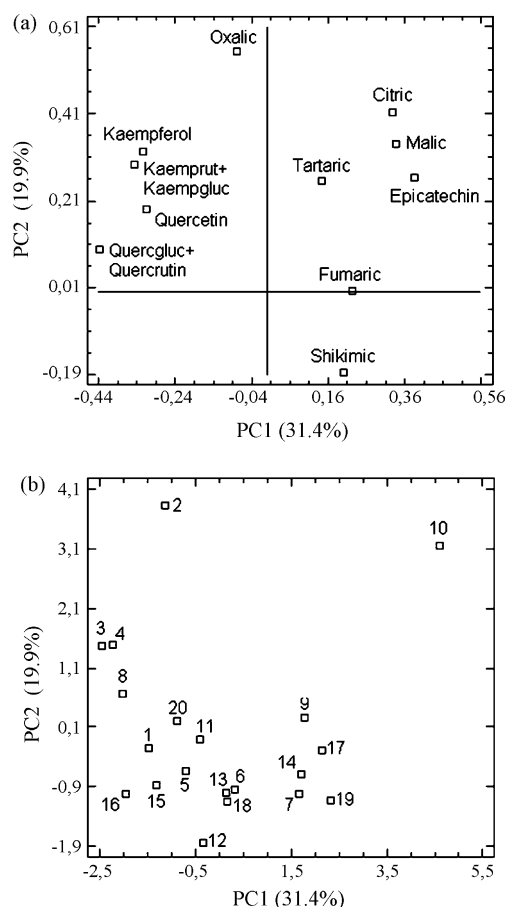 (a)
0,61
0,41
0,21
0,01
-0,19
PC2 (19.9%)
Oxalic
Citric
Kaempferol
Malic
Kaemprut+
Kaempgluc
Tartaric
Epicatechin
Quercetin
Quercgluc+
Quercrutin
Fumaric
Shikimic
-0,44 -0,24 -0,04 0,16 0,36 0,56
PC1 (31.4%)
(b)
4,1
3,1
2,1
1,1
0,1
-0,9
-1,9
PC2 (19.9%)
2
10
3 4
8
9
20
11
1
17
14
5
13 6
16
15
18
7
19
12
-2,5 -0,5 1,5 3,5 5,5
PC1 (31.4%)